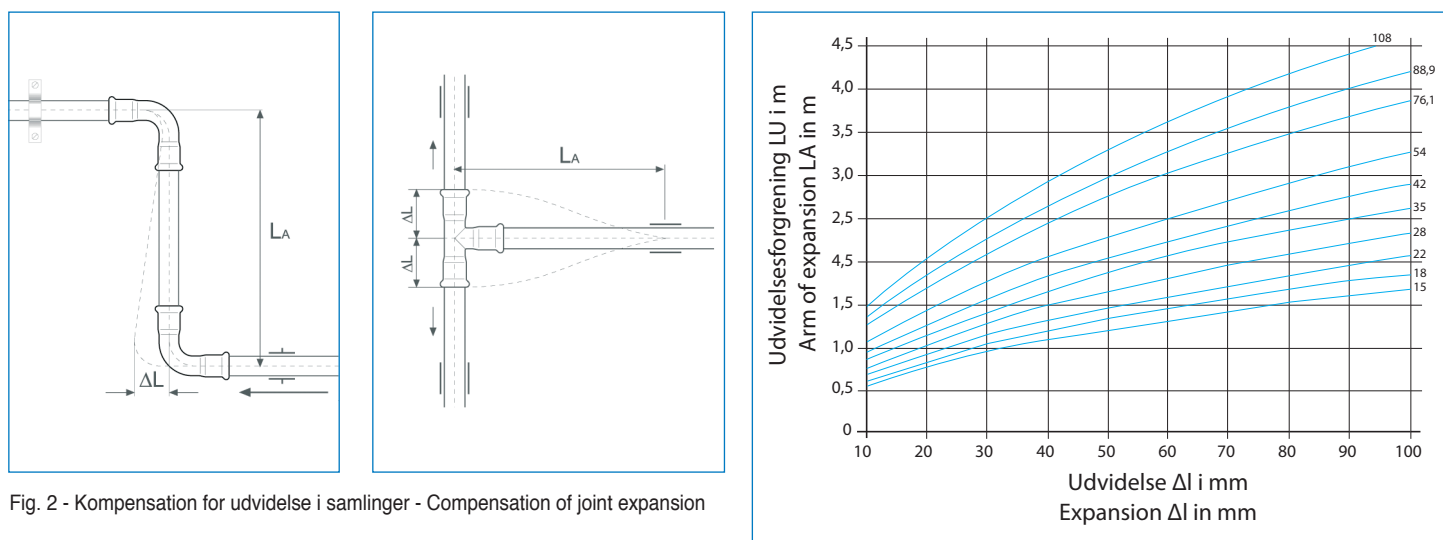 LA
ΔL
Fig. 2 - Kompensation for udvidelse i samlinger - Compensation of joint expansion
LA
ΔL
ΔL
Udvidelsesforgrening LU i m
Arm of expansion LA in m
4,5
4,0
3,5
3,0
2,5
4,5
1,5
1,0
0,5
0
108
88,9
76,1
54
42
35
28
22
18
15
10 20 30 40 50 60 70 80 90 100
Udvidelse Δl i mm
Expansion Δl in mm